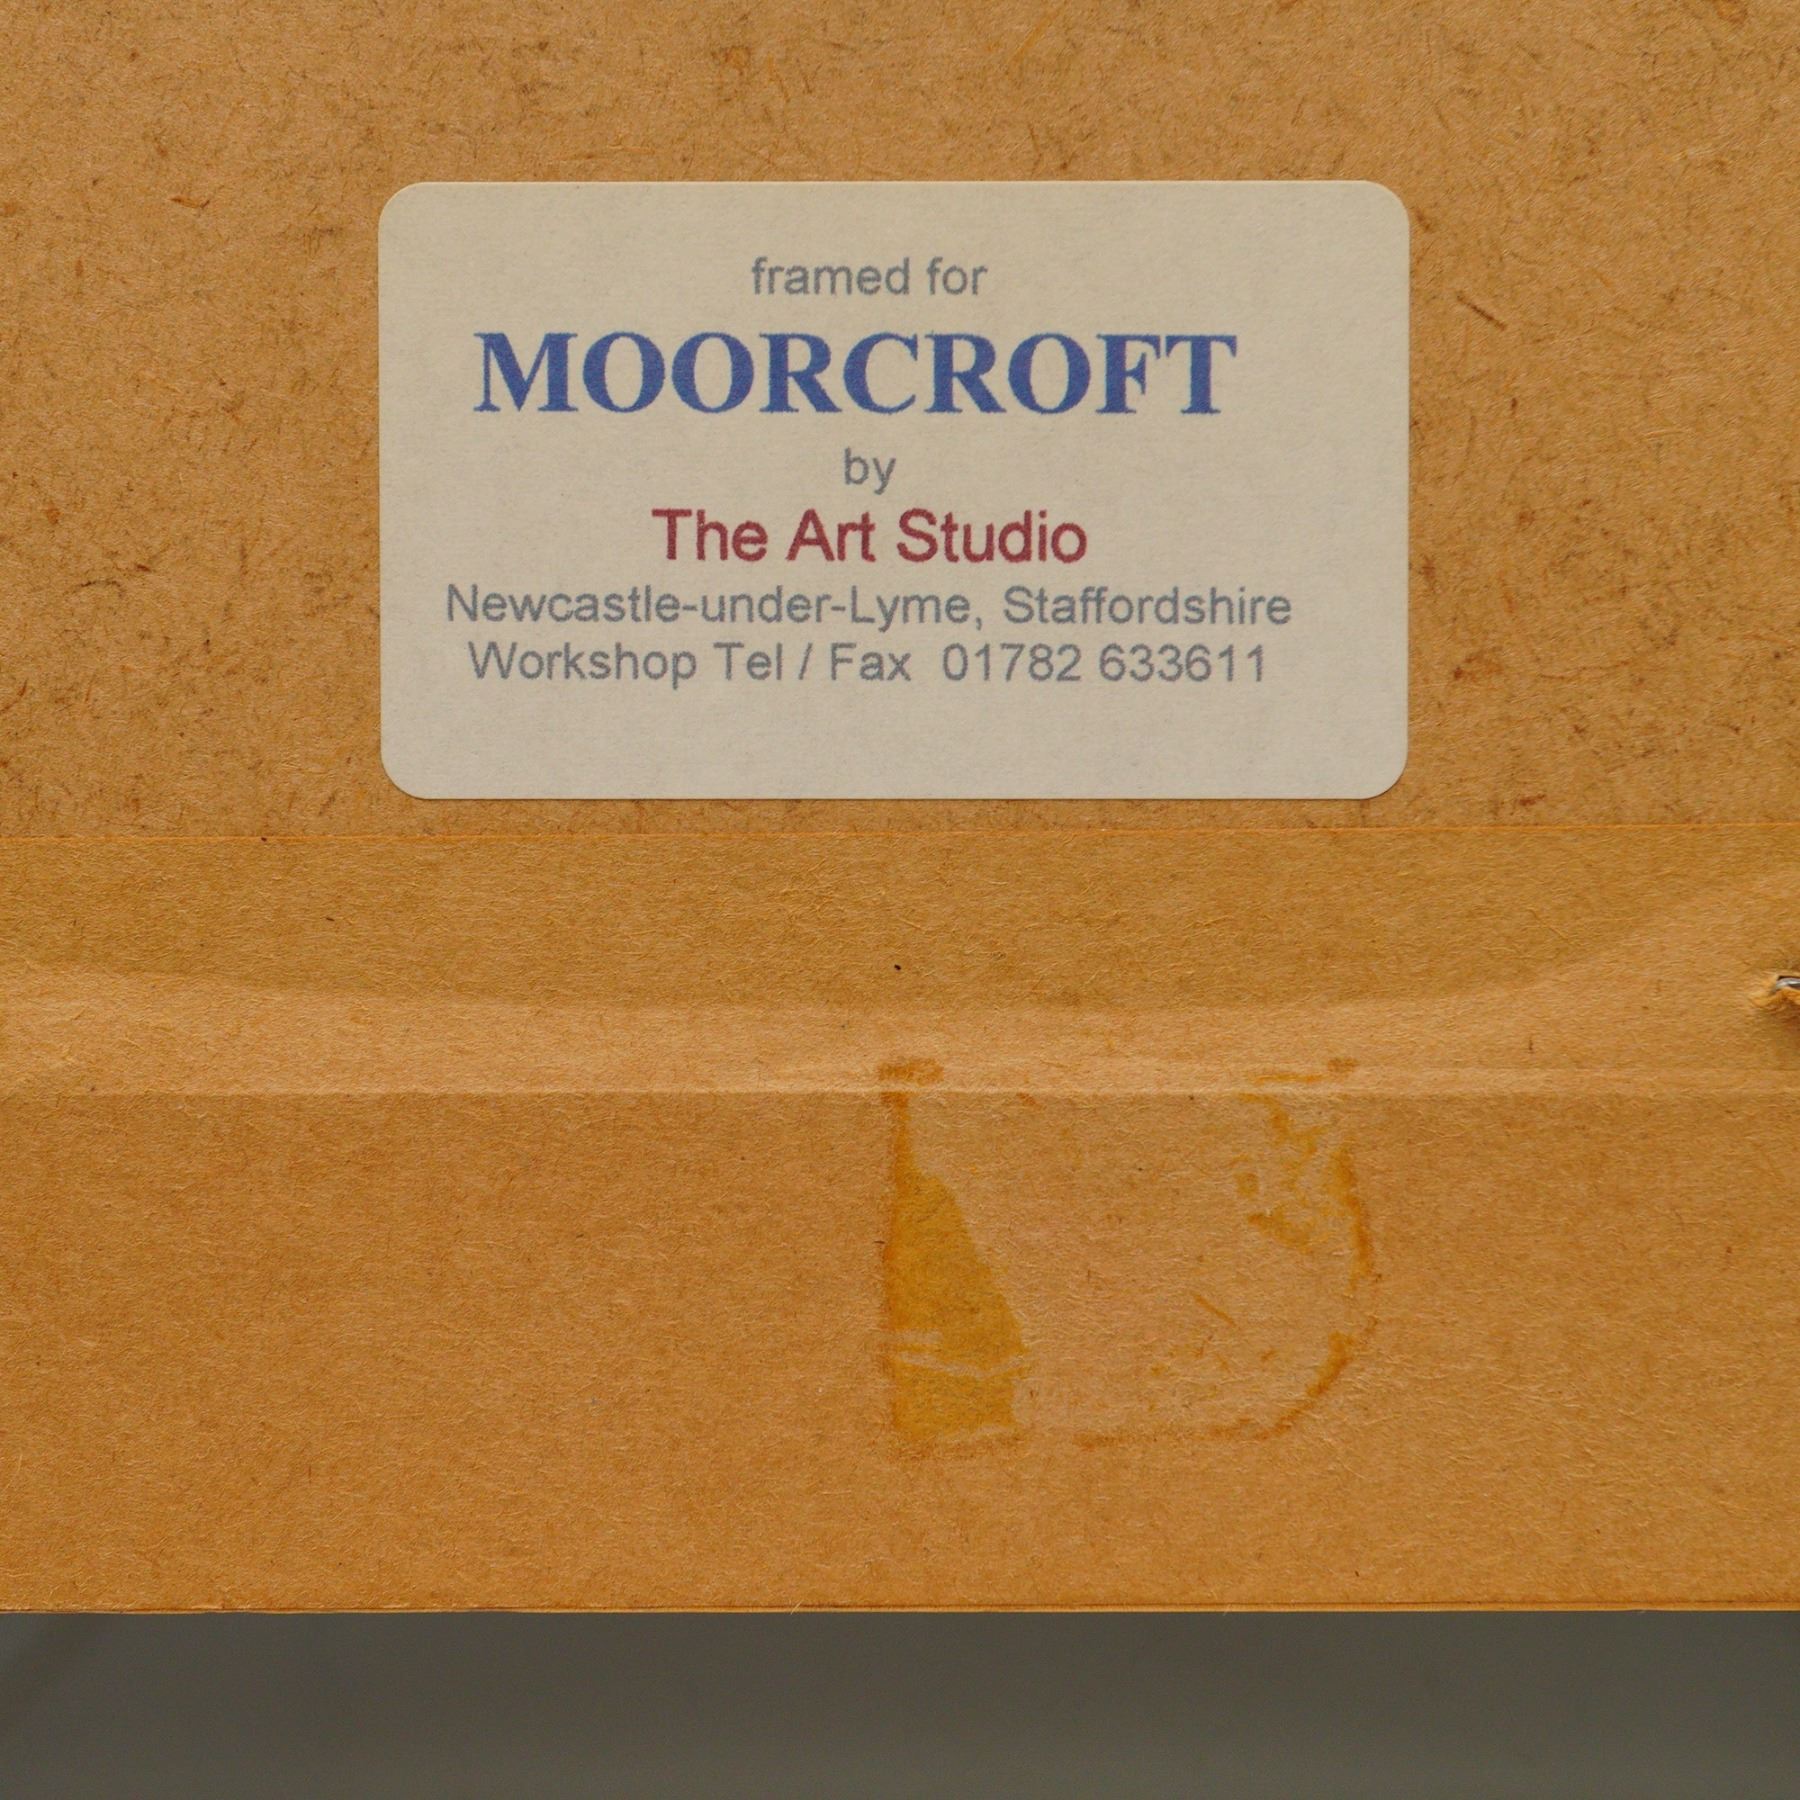 framed for
MOORCROFT
by
The Art Studio
Newcastle-under-Lyme, Staffordshire
Workshop Tel / Fax 01782 633611